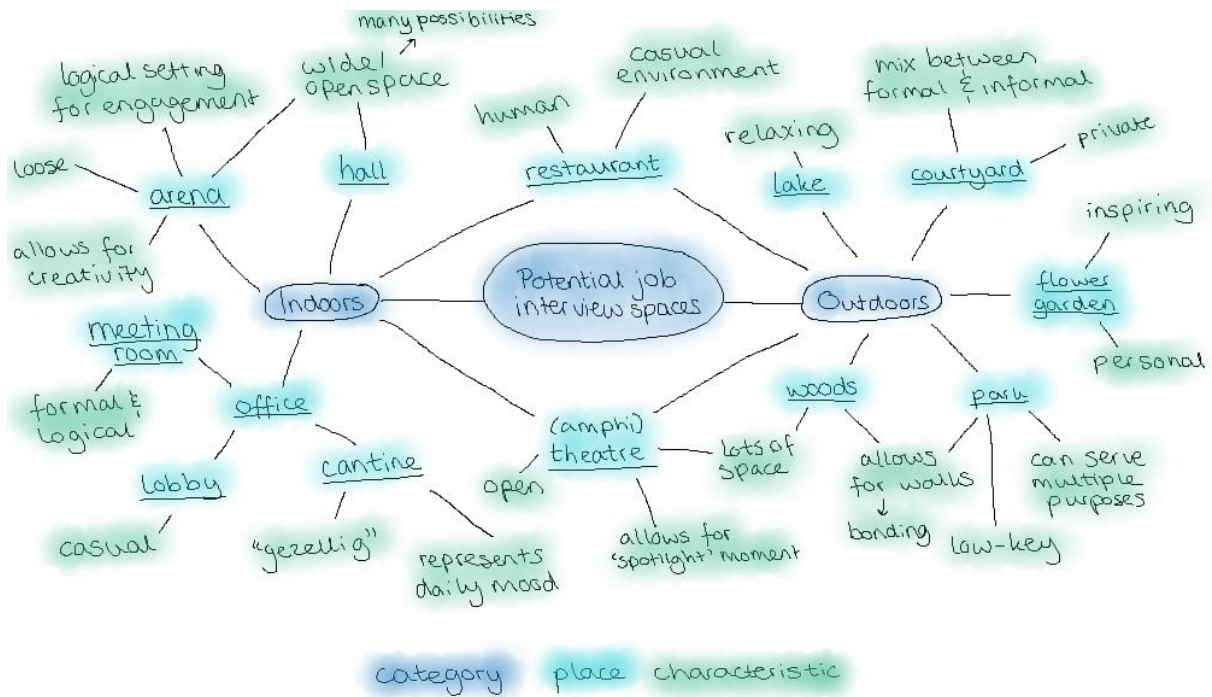 many possibilities
wide/
open space
logical setting
for engagement
loose
arena
hall
allows for
creativity
human
casual
environment
restaurant
relaxing
lake
mix between
formal & informal
private
courtyard
inspiring
flower
garden
personal
Potential job
interview spaces
Indoors
Outdoors
meeting
room
formal &
logical
office
lobby
casual
cantine
"gezellig"
represents
daily mood
(amphi)
theatre
open
lots of
space
allows for
'spotlight' moment
woods
park
allows
for walks
bonding
low-key
can serve
multiple
purposes
category place characteristic